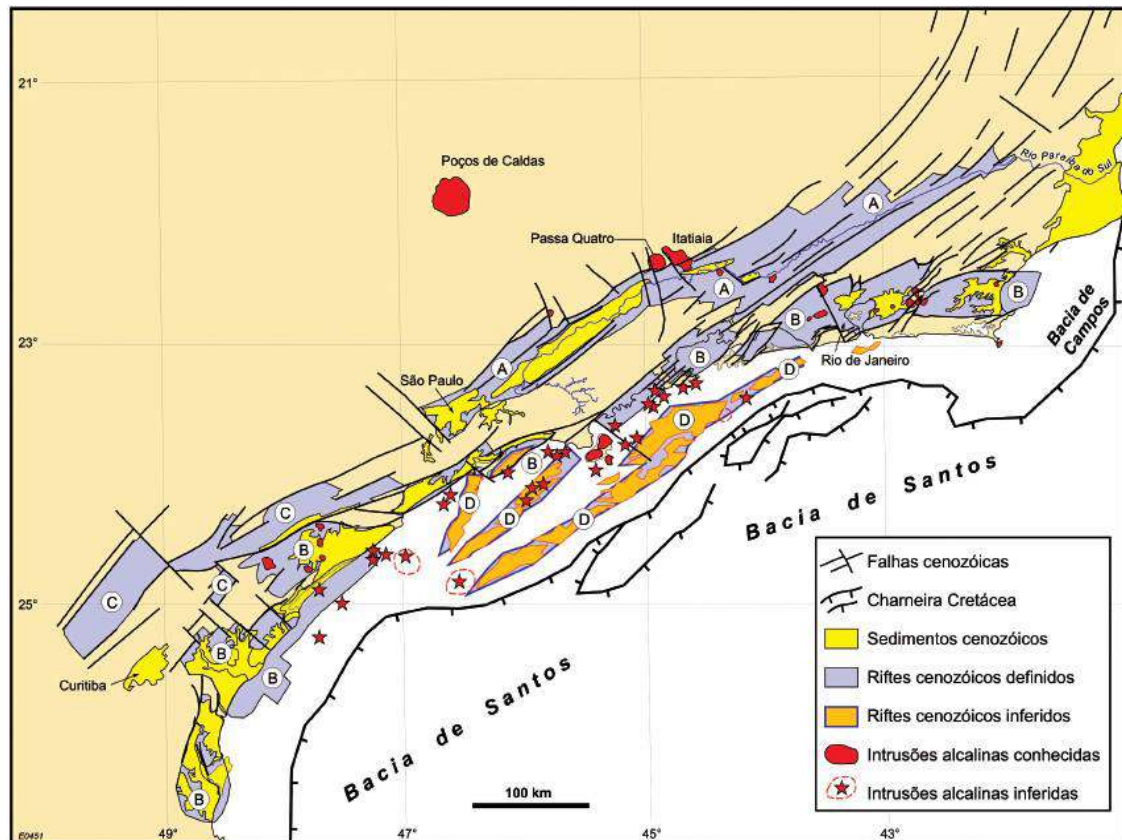 21°
Poços de Caldas
Rio Paraíba do Sul
A
Passa Quatro
Itatiaia
A
B
B
23°
A
São Paulo
B
Rio de Janeiro
Bacia de
Campos
D
D
B
C
D
D
D
B
Bacia de Santos
C
C
25°
B
Curitiba
B
Bacia de Santos
B
100 km
Falhas cenozóicas
Charneira Cretácea
Sedimentos cenozóicos
Riftes cenozóicos definidos
Riftes cenozóicos inferidos
Intrusões alcalinas conhecidas
Intrusões alcalinas inferidas
E0451
49°
47°
45°
43°